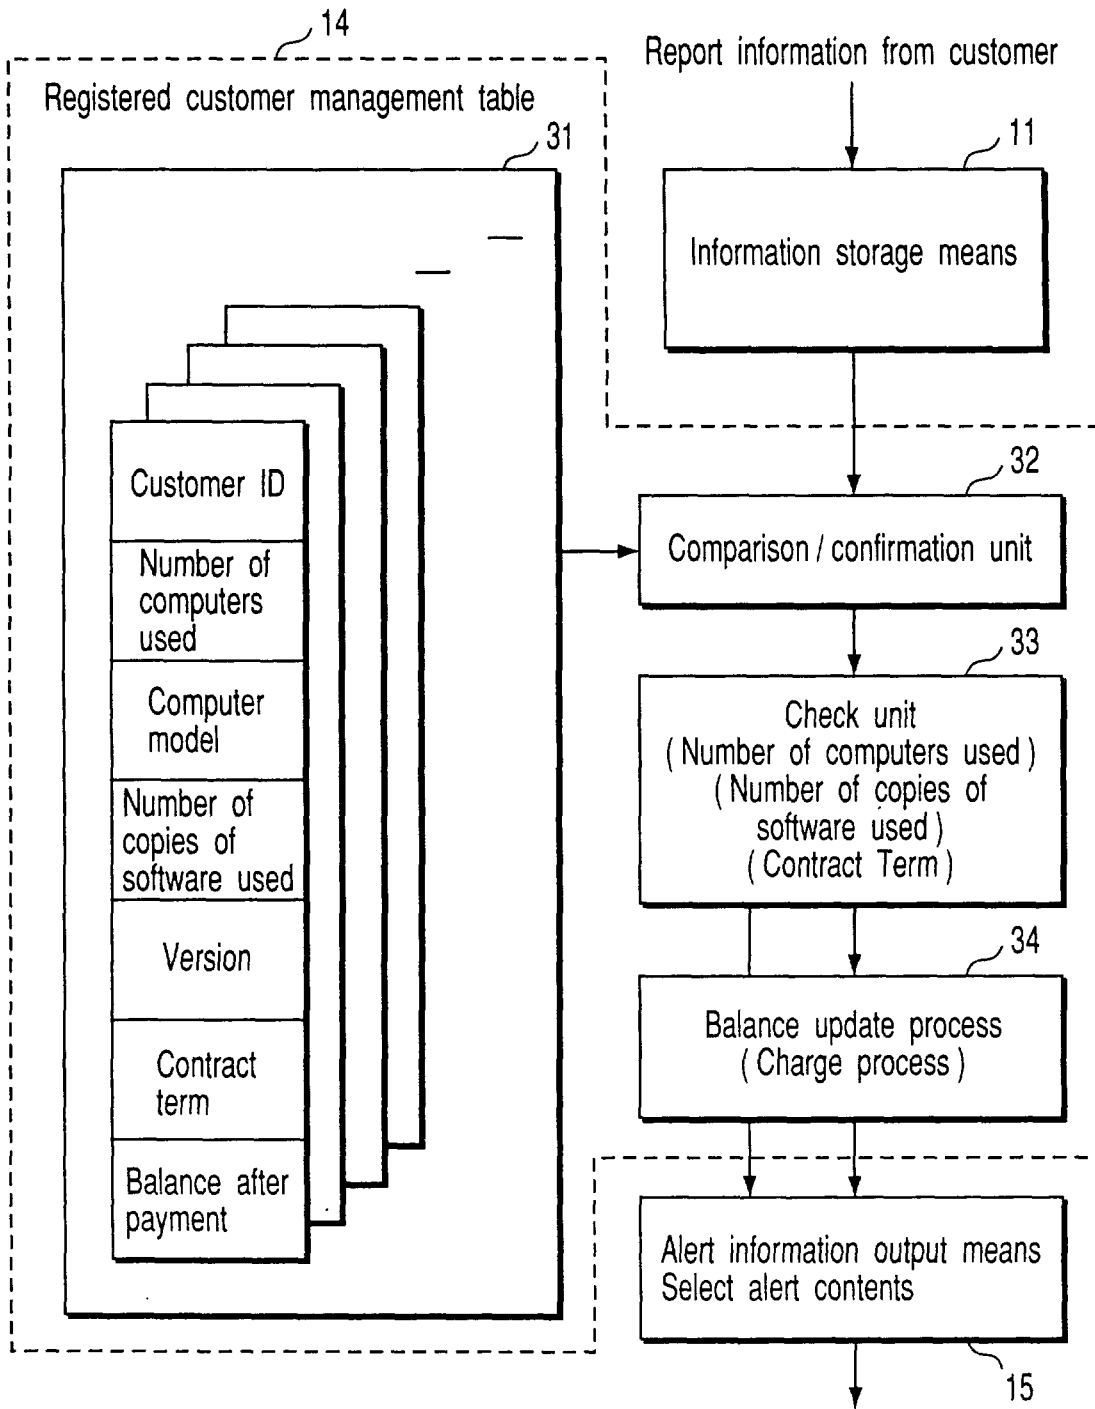 14
Registered customer management table
31
Customer ID
Number of
computers
used
Computer
model
Number of
copies of
software used
Version
Contract
term
Balance after
payment
Report information from customer
11
Information storage means
32
Comparison / confirmation unit
33
Check unit
( Number of computers used )
( Number of copies of
software used )
( Contract Term )
34
Balance update process
( Charge process )
Alert information output means
Select alert contents
15